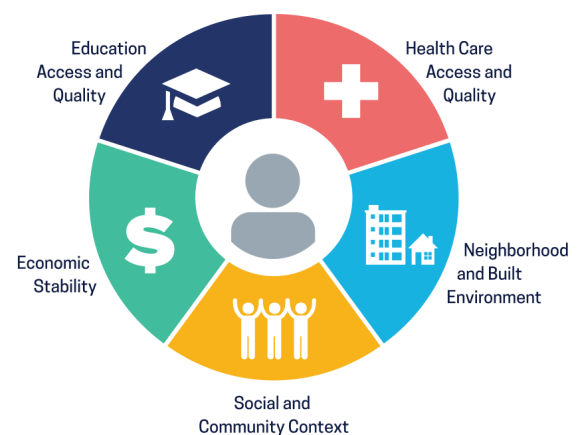 Education
Access and
Quality
Health Care
Access and
Quality
Economic
Stability
Neighborhood
and Built
Environment
Social and
Community Context